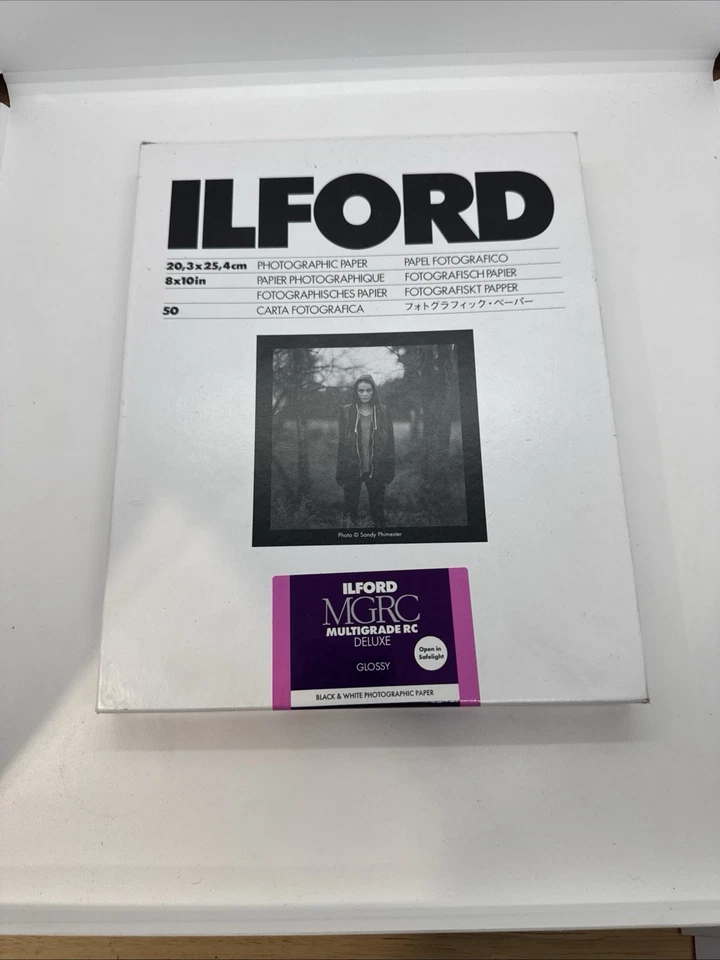 ILFORD
20,3x25,4cm PHOTOGRAPHIC PAPER PAPEL FOTOGRAFICO
8x10in PAPIER PHOTOGRAPHIQUE FOTOGRAFISCH PAPIER
FOTOGRAPHISCHES PAPIER FOTOGRAFISKT PAPPER
50 CARTA FOTOGRAFICA フォトグラフィック・ペーパー
Photo © Sandy Phimester
ILFORD
MGRC
MULTIGRADE RC
DELUXE
Open in
Safelight
GLOSSY
BLACK & WHITE PHOTOGRAPHIC PAPER